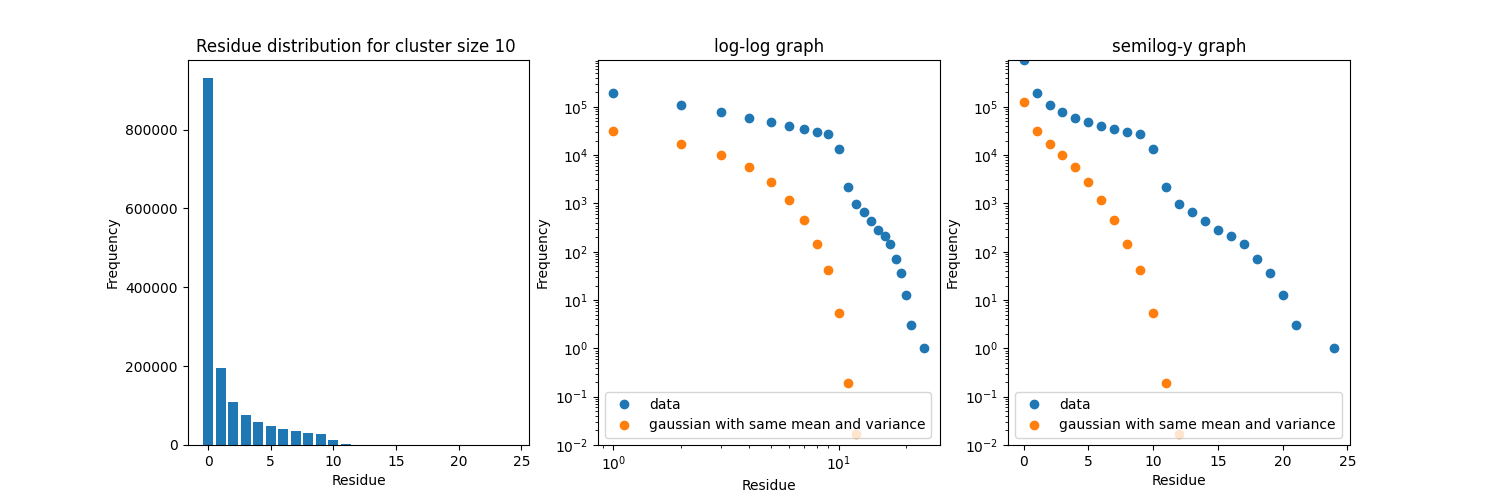 Residue distribution for cluster size 10
Frequency
800000
600000
400000
200000
0
0 5 10 15 20 25
Residue
log-log graph
Frequency
10^5
10^4
10^3
10^2
10^1
10^0
10^-1
10^-2
data
gaussian with same mean and variance
10^0 10^1
Residue
semilog-y graph
Frequency
10^5
10^4
10^3
10^2
10^1
10^0
10^-1
10^-2
data
gaussian with same mean and variance
0 5 10 15 20 25
Residue